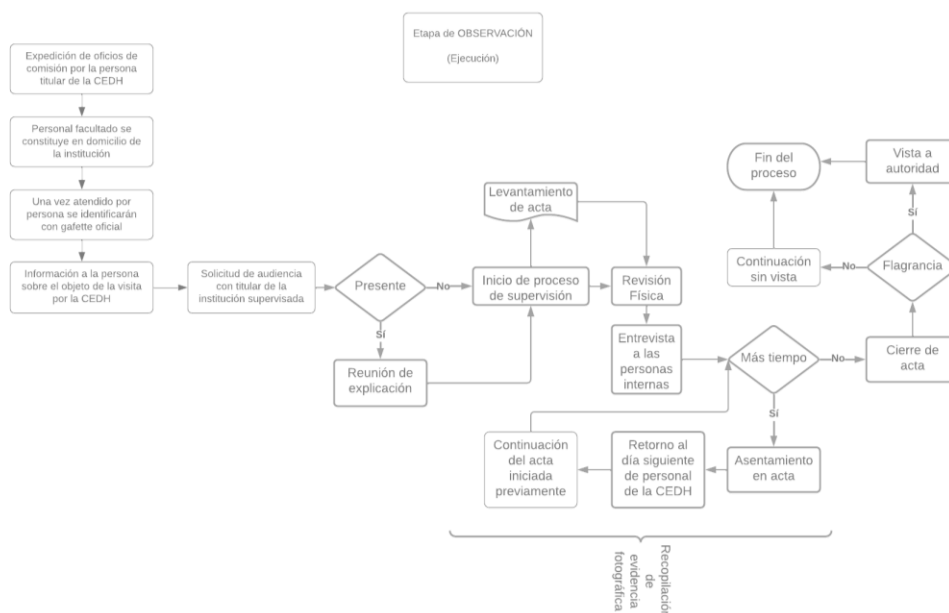 Etapa de OBSERVACIÓN
(Ejecución)
Expedición de oficios de
comisión por la persona
titular de la CEDH
Personal facultado se
constituye en domicilio de
la institución
Una vez atendido por
persona se identificarán
con gafette oficial
Información a la persona
sobre el objeto de la visita
por la CEDH
Solicitud de audiencia
con titular de la
institución supervisada
Presente
No
Sí
Reunión de
explicación
Inicio de proceso
de supervisión
Levantamiento
de acta
Revisión
Física
Entrevista
a las
personas
internas
Más tiempo
No
Sí
Asentamiento
en acta
Retorno al
día siguiente
de personal
de la CEDH
Continuación
del acta
iniciada
previamente
Cierre de
acta
Flagrancia
Sí
No
Vista a
autoridad
Continuación
sin vista
Fin del
proceso
Recopilación
de
evidencia
fotográfica